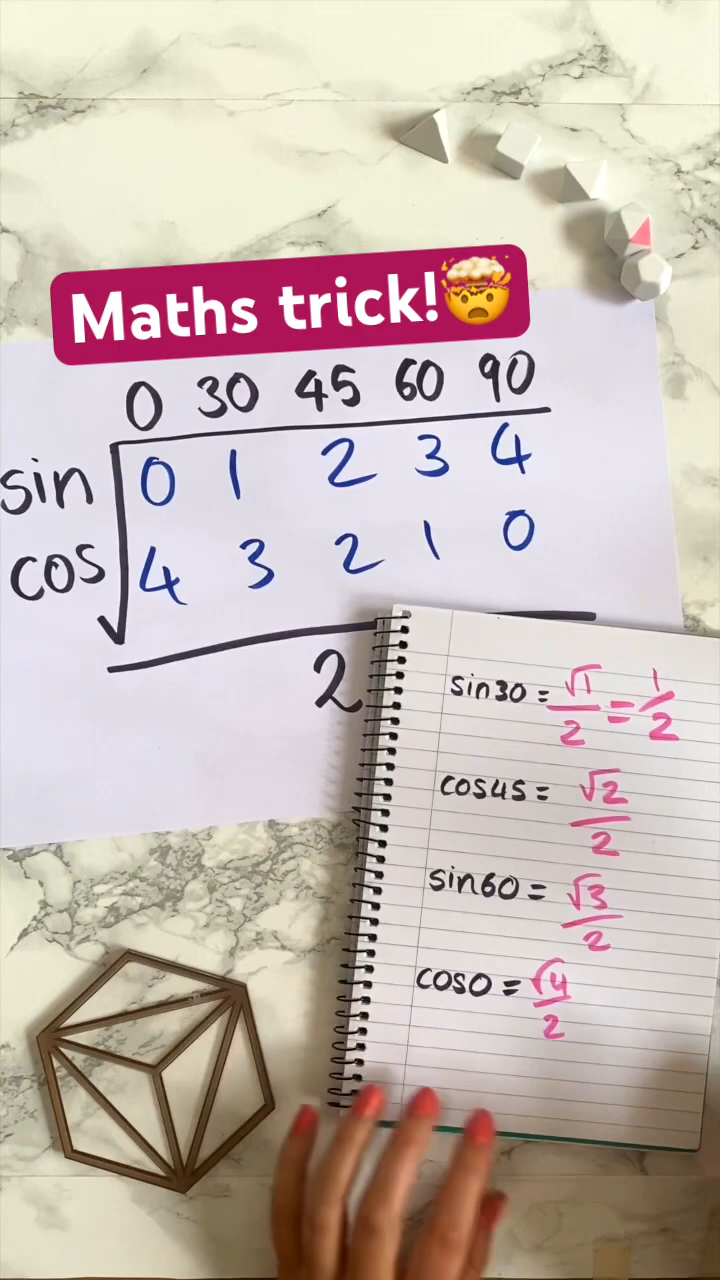 Maths trick!🤯
0 30 45 60 90
sin 0 1 2 3 4
cos 4 3 2 1 0
2
sin30 = √1/2 = 1/2
cos45 = √2/2
sin60 = √3/2
cos0 = √4/2